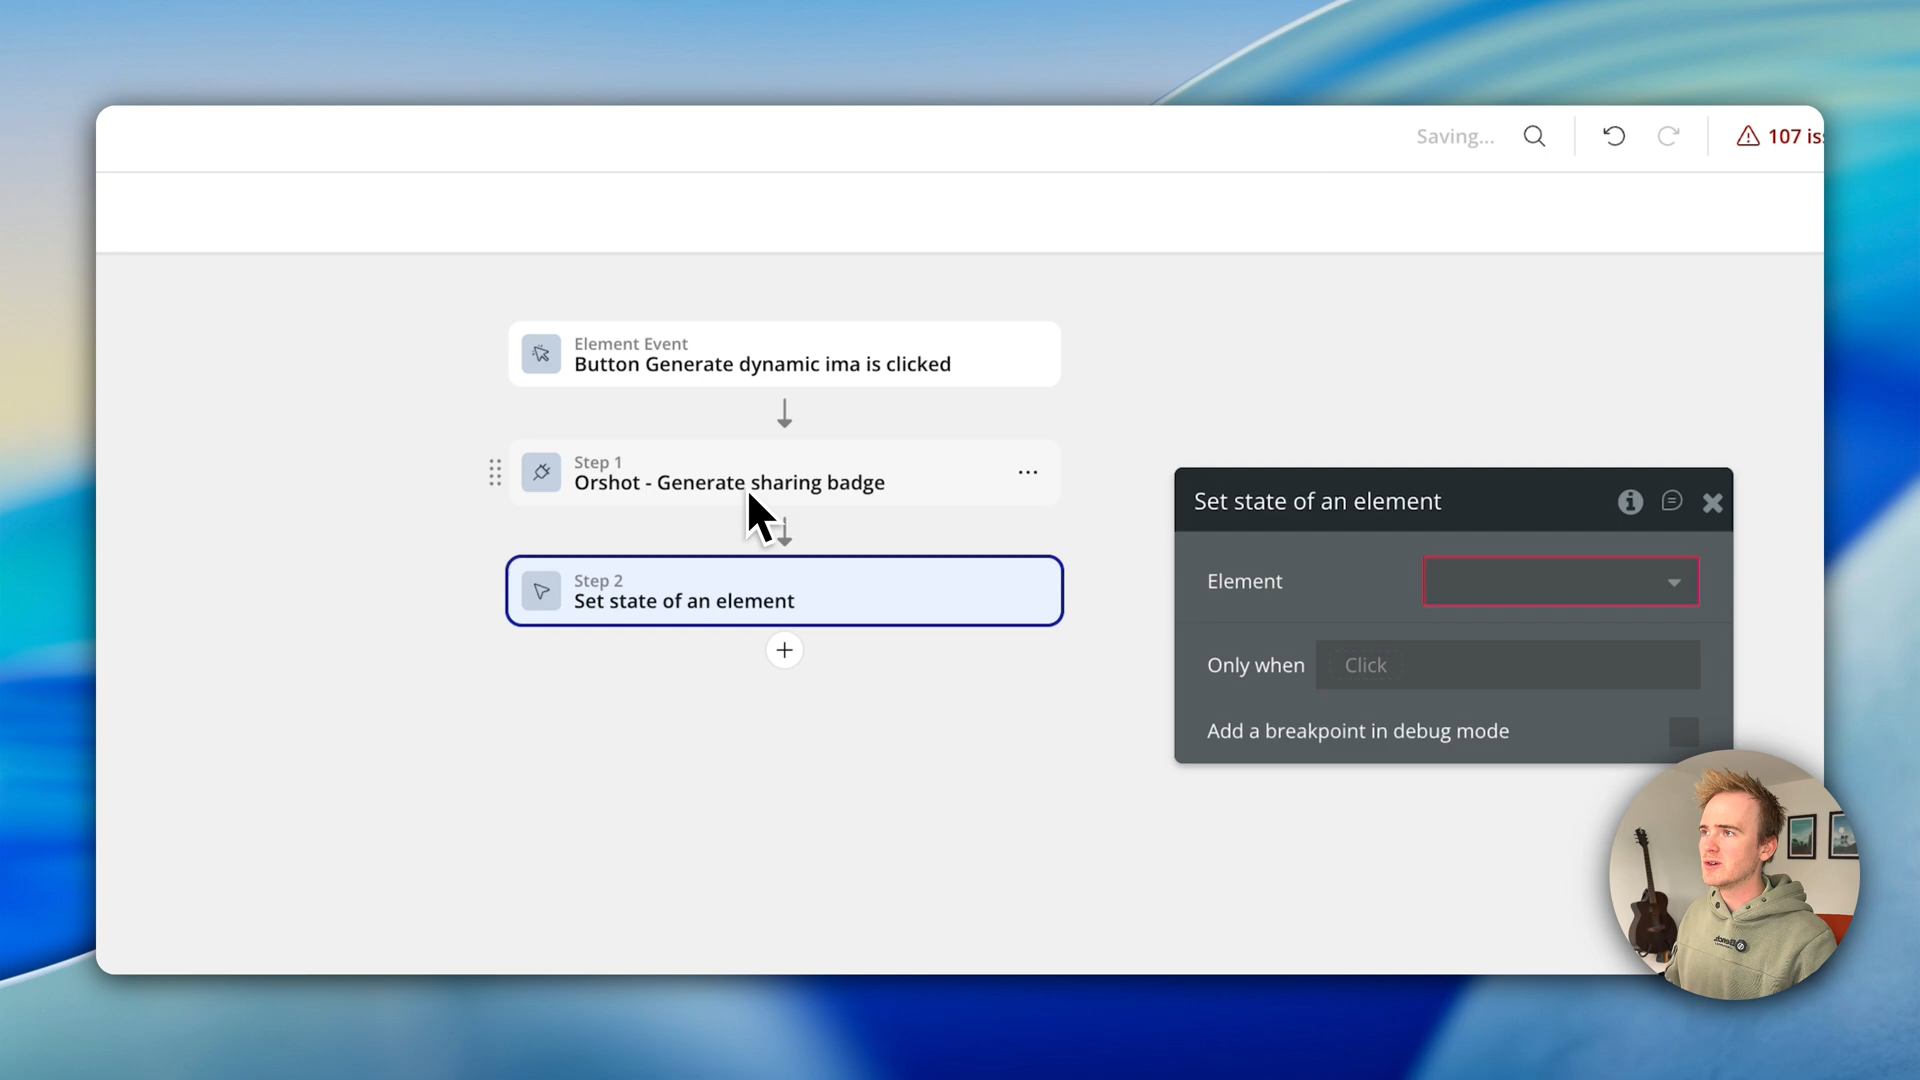 Saving...
107 is
Element Event
Button Generate dynamic ima is clicked
Step 1
Orshot - Generate sharing badge
Step 2
Set state of an element
Set state of an element
Element
Only when
Click
Add a breakpoint in debug mode